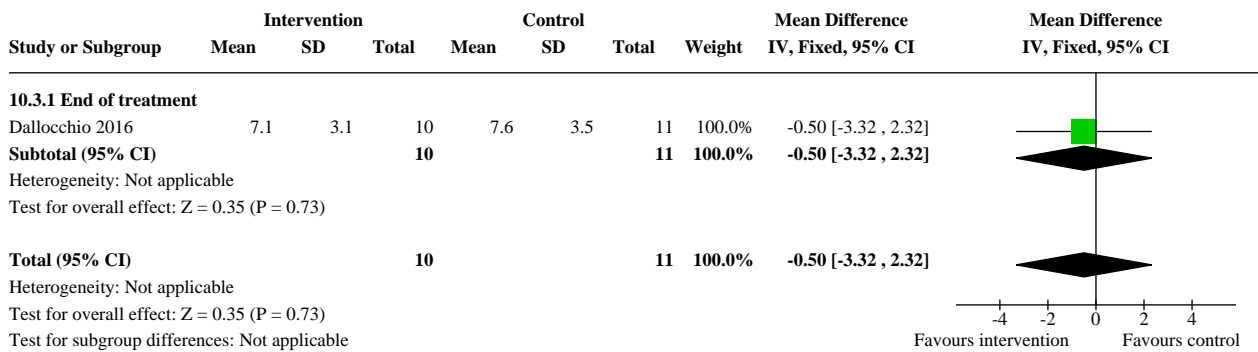 Intervention Control Mean Difference Mean Difference
Study or Subgroup Mean SD Total Mean SD Total Weight IV, Fixed, 95% CI IV, Fixed, 95% CI
10.3.1 End of treatment
Dallocchio 2016 7.1 3.1 10 7.6 3.5 11 100.0% -0.50 [-3.32 , 2.32]
Subtotal (95% CI) 10 11 100.0% -0.50 [-3.32 , 2.32]
Heterogeneity: Not applicable
Test for overall effect: Z = 0.35 (P = 0.73)
Total (95% CI) 10 11 100.0% -0.50 [-3.32 , 2.32]
Heterogeneity: Not applicable
Test for overall effect: Z = 0.35 (P = 0.73)
-4 -2 0 2 4
Test for subgroup differences: Not applicable Favours intervention Favours control